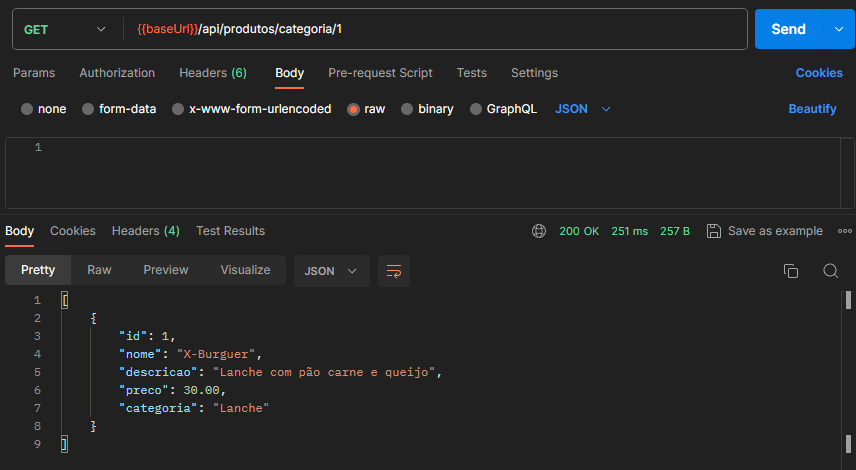 GET {{baseUrl}}/api/produtos/categoria/1 Send
Params Authorization Headers (6) Body Pre-request Script Tests Settings Cookies
none form-data x-www-form-urlencoded raw binary GraphQL JSON Beautify
1
Body Cookies Headers (4) Test Results 200 OK 251 ms 257 B Save as example
Pretty Raw Preview Visualize JSON
1 [
2 {
3 "id": 1,
4 "nome": "X-Burguer",
5 "descricao": "Lanche com pão carne e queijo",
6 "preco": 30.00,
7 "categoria": "Lanche"
8 }
9 ]